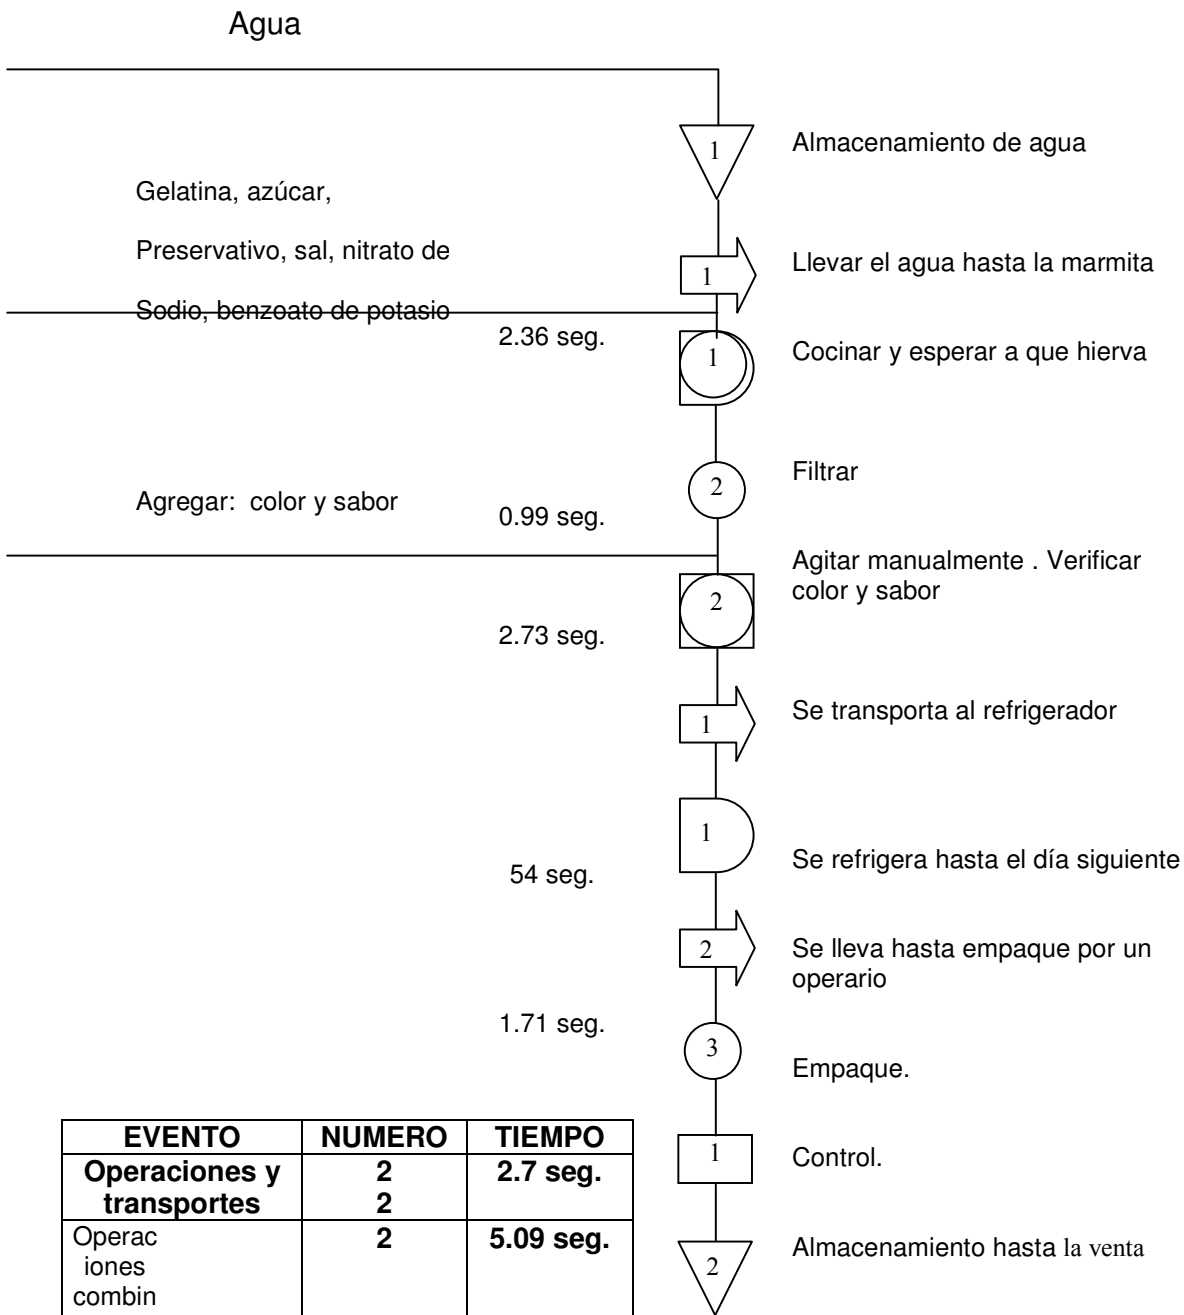 Agua
1
Almacenamiento de agua
Gelatina, azúcar,
Preservativo, sal, nitrato de
Sodio, benzoato de potasio
1
Llevar el agua hasta la marmita
2.36 seg.
1
Cocinar y esperar a que hierva
2
Filtrar
Agregar: color y sabor
0.99 seg.
2
Agitar manualmente . Verificar
color y sabor
2.73 seg.
1
Se transporta al refrigerador
1
Se refrigera hasta el día siguiente
54 seg.
2
Se lleva hasta empaque por un
operario
1.71 seg.
3
Empaque.
1
Control.
2
Almacenamiento hasta la venta
EVENTO NUMERO TIEMPO
Operaciones y 2 2.7 seg.
transportes 2
Operac 2 5.09 seg.
iones
combin